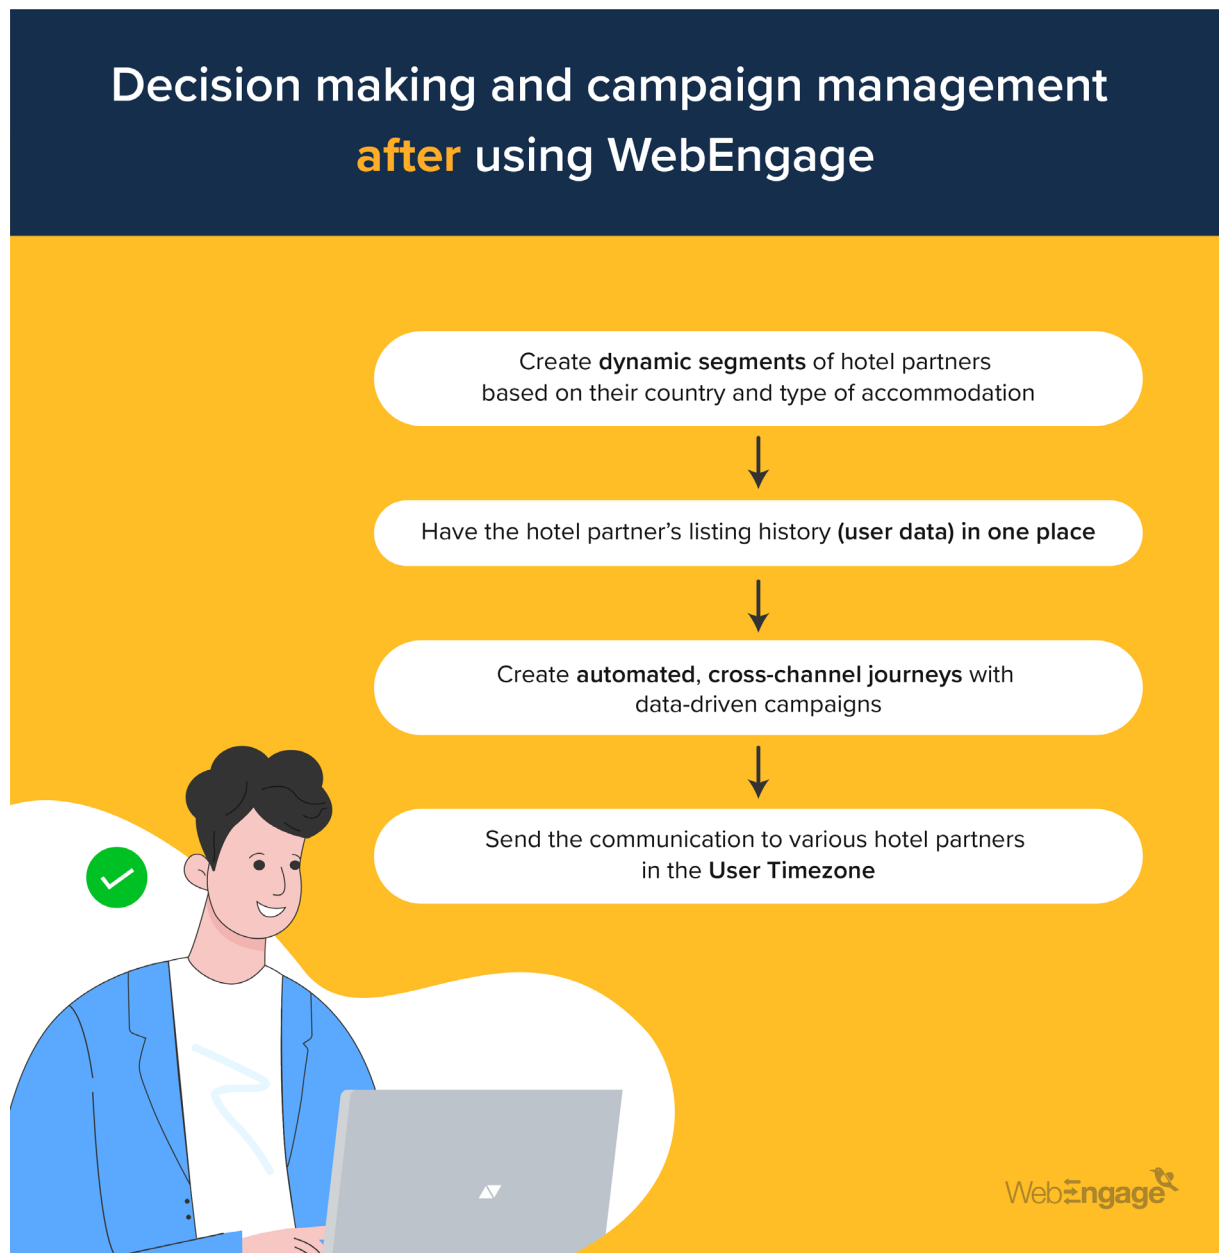 Decision making and campaign management
after using WebEngage
Create dynamic segments of hotel partners
based on their country and type of accommodation
Have the hotel partner’s listing history (user data) in one place
Create automated, cross-channel journeys with
data-driven campaigns
Send the communication to various hotel partners
in the User Timezone
WebEngage